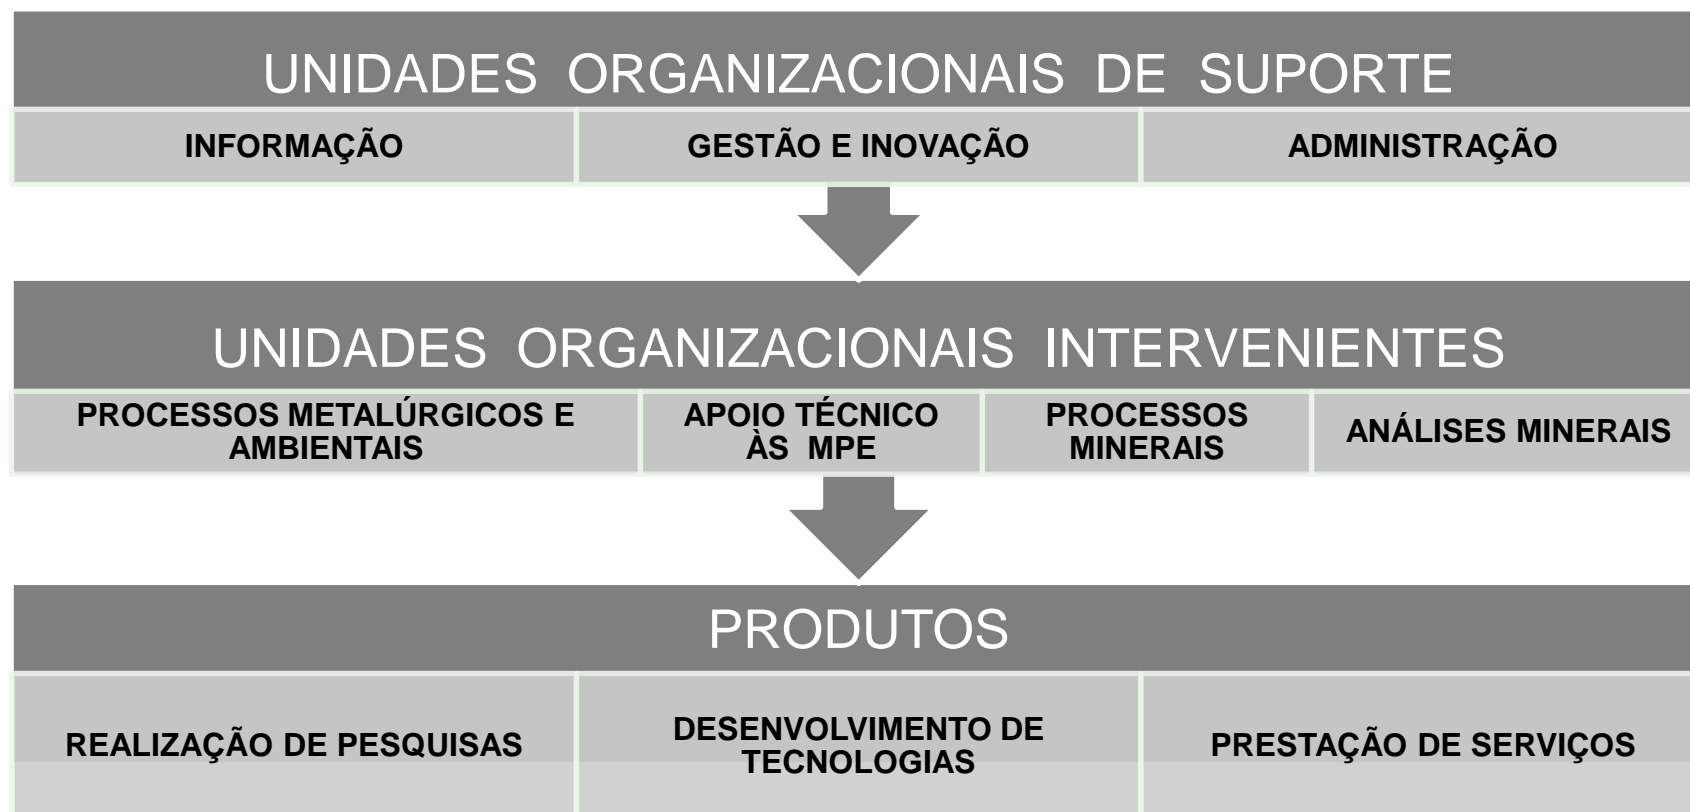 UNIDADES ORGANIZACIONAIS DE SUPORTE
INFORMAÇÃO
GESTÃO E INOVAÇÃO
ADMINISTRAÇÃO
UNIDADES ORGANIZACIONAIS INTERVENIENTES
PROCESSOS METALÚRGICOS E
AMBIENTAIS
APOIO TÉCNICO
ÀS MPE
PROCESSOS
MINERAIS
ANÁLISES MINERAIS
PRODUTOS
REALIZAÇÃO DE PESQUISAS
DESENVOLVIMENTO DE
TECNOLOGIAS
PRESTAÇÃO DE SERVIÇOS